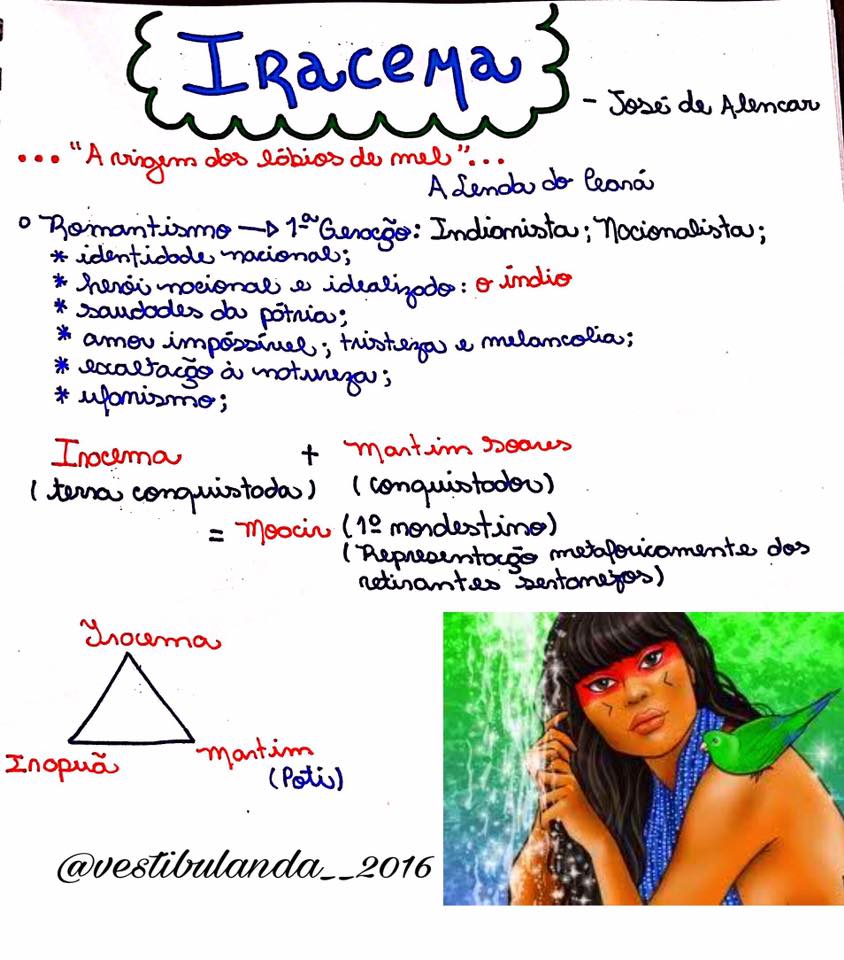 Iracema
- José de Alencar
... "A virgem dos lábios de mel"...
A Lenda do Ceará
o Romantismo → 1ª Geração: Indianista; Nacionalista;
* identidade nacional;
* herói nacional e idealizado: o índio
* saudades da pátria;
* amor impóssível; tristeza e melancolia;
* exaltação à natureza;
* ufanismo;
Iracema + Martim Soares
(terra conquistada) (conquistador)
= Moacir (1º nordestino)
(Representação metaforicamente dos
retirantes sertanejos)
Iracema
Irapuã Martim
(Poti)
@vestibulanda__2016